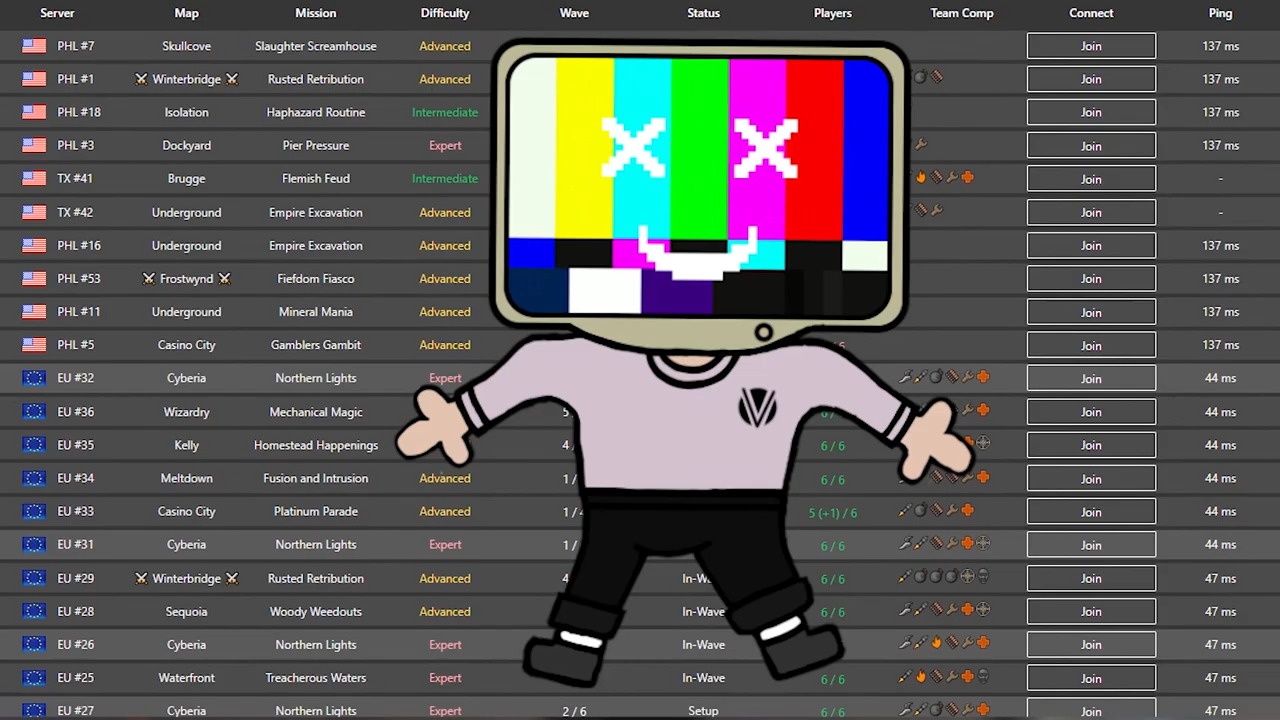 Server Map Mission Difficulty Wave Status Players Team Comp Connect Ping
PHL #7 Skullcove Slaughter Screamhouse Advanced Join 137 ms
PHL #1 Winterbridge Rusted Retribution Advanced Join 137 ms
PHL #18 Isolation Haphazard Routine Intermediate Join 137 ms
PHL Dockyard Pier Pressure Expert Join 137 ms
TX Brugge Flemish Feud Intermediate Join -
TX #42 Underground Empire Excavation Advanced Join -
PHL #16 Underground Empire Excavation Advanced Join 137 ms
PHL #53 Frostwynd Fiefdom Fiasco Advanced Join 137 ms
PHL #11 Underground Mineral Mania Advanced Join 137 ms
PHL #5 Casino City Gamblers Gambit Advanced / 6 Join 137 ms
EU #32 Cyberia Northern Lights Expert Join 44 ms
EU #36 Wizardry Mechanical Magic 5 6 / Join 44 ms
EU #35 Kelly Homestead Happenings 4 6 / 6 Join 44 ms
EU #34 Meltdown Fusion and Intrusion Advanced 1 / 6 / 6 Join 44 ms
EU #33 Casino City Platinum Parade Advanced 1 / 5 (+1) / 6 Join 44 ms
EU #31 Cyberia Northern Lights Expert 1 / 6 / 6 Join 44 ms
EU #29 Winterbridge Rusted Retribution Advanced 4 In-W 6 / 6 Join 47 ms
EU #28 Sequoia Woody Weedouts Advanced In-Wave 6 / 6 Join 47 ms
EU #26 Cyberia Northern Lights Expert In-Wave 6 / 6 Join 47 ms
EU #25 Waterfront Treacherous Waters Expert In-Wave 6 / 6 Join 47 ms
EU #27 Cyberia Northern Lights Expert 2 / 6 Setup 6 / 6 Join 47 ms